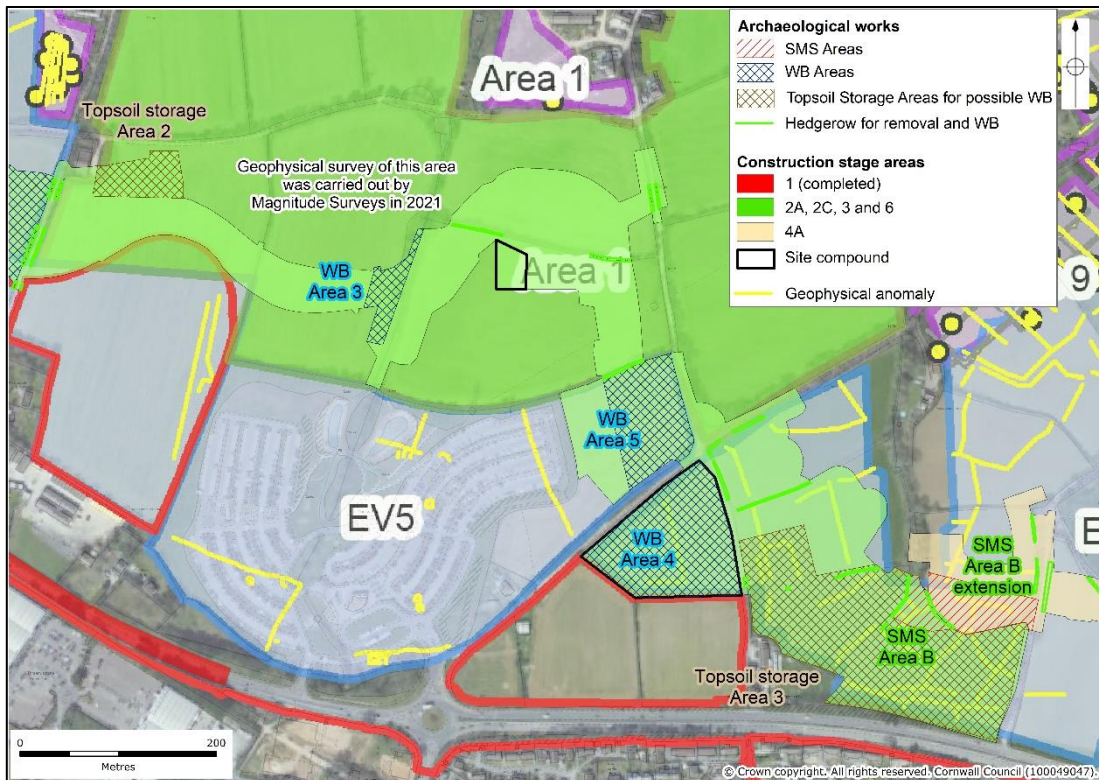 Area 1
Topsoil storage
Area 2
Geophysical survey of this area
was carried out by
Magnitude Surveys in 2021
WB
Area 3
Area 1
WB
Area 5
EV5
WB
Area 4
SMS
Area B
extension
SMS
Area B
Topsoil storage
Area 3
9
E
Archaeological works
SMS Areas
WB Areas
Topsoil Storage Areas for possible WB
Hedgerow for removal and WB
Construction stage areas
1 (completed)
2A, 2C, 3 and 6
4A
Site compound
Geophysical anomaly
0
200
Metres
© Crown copyright. All rights reserved. Cornwall Council (100049047).